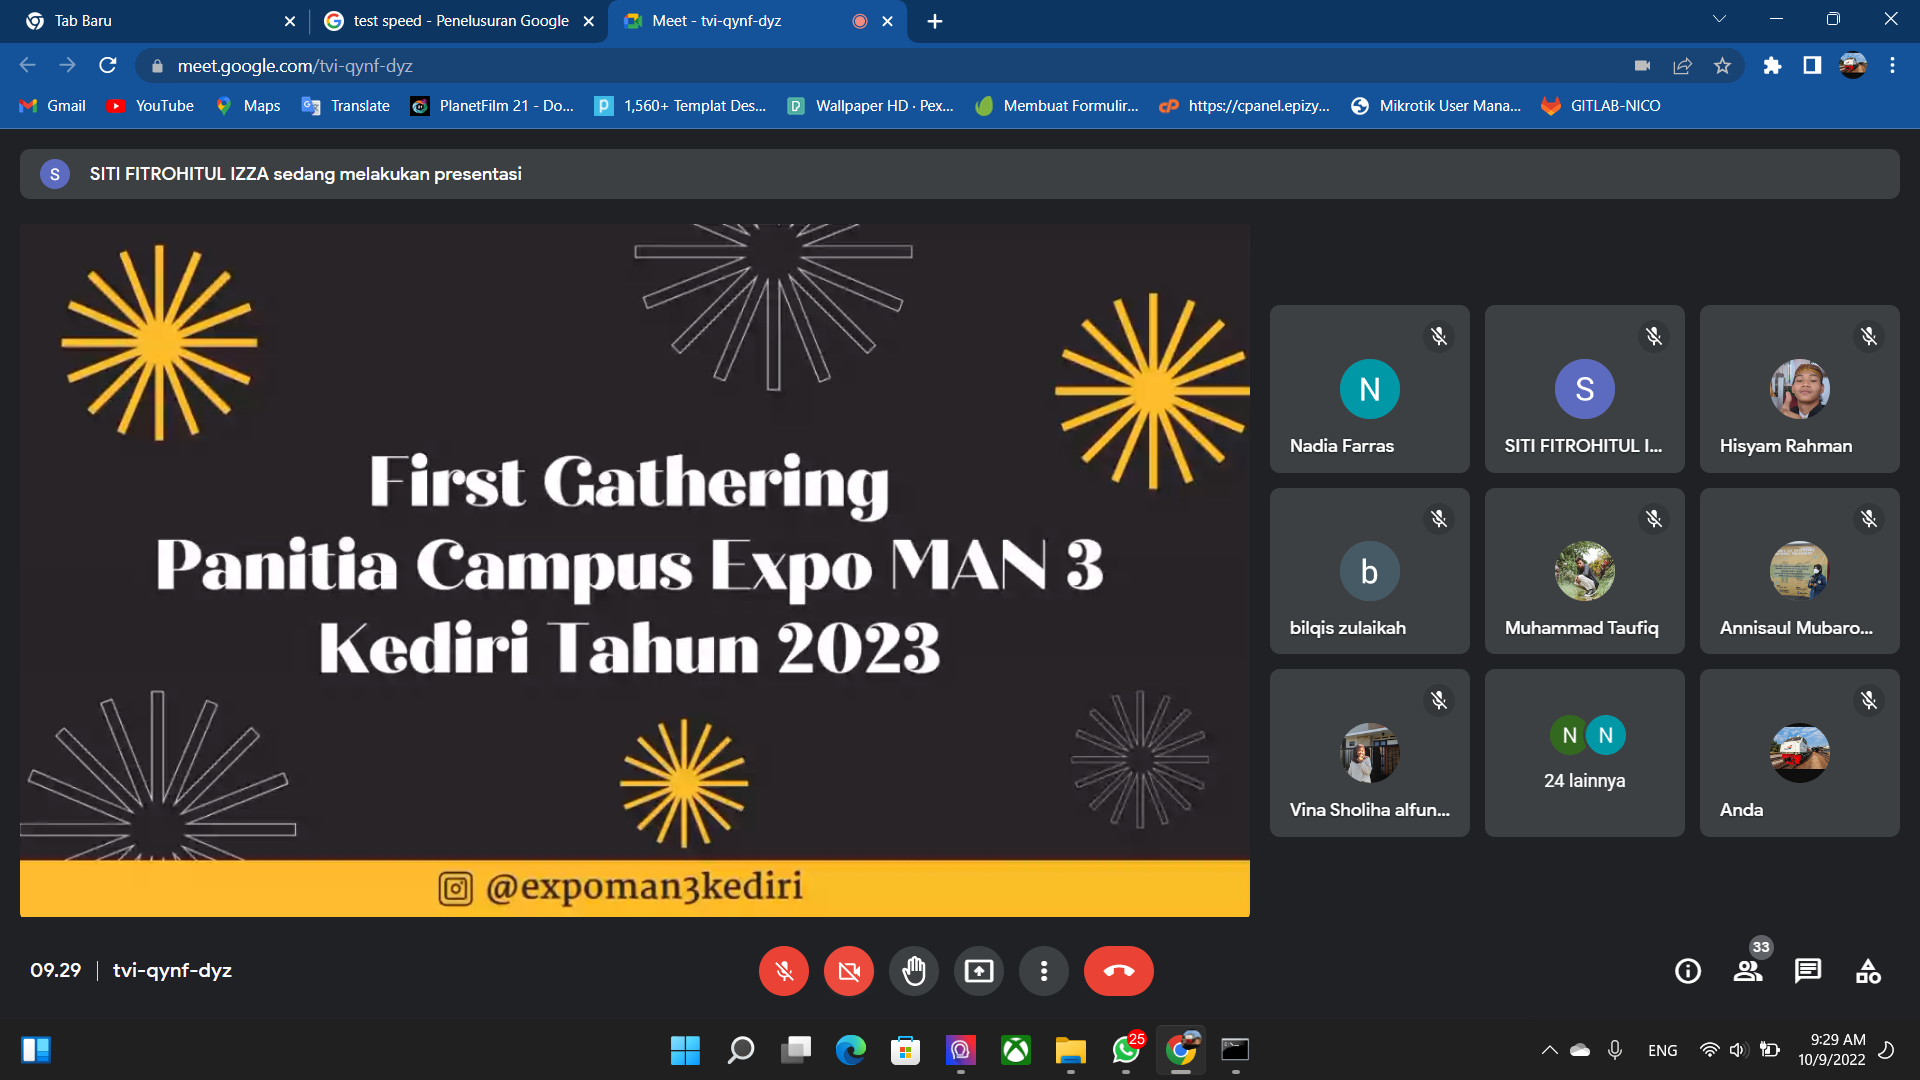 Tab Baru
test speed - Penelusuran Google
Meet - tvi-qynf-dyz
meet.google.com/tvi-qynf-dyz
Gmail
YouTube
Maps
Translate
PlanetFilm 21 - Do...
1,560+ Templat Des...
Wallpaper HD · Pex...
Membuat Formulir...
https://cpanel.epizy...
Mikrotik User Mana...
GITLAB-NICO
S
SITI FITROHITUL IZZA sedang melakukan presentasi
First Gathering
Panitia Campus Expo MAN 3
Kediri Tahun 2023
@expoman3kediri
N
Nadia Farras
S
SITI FITROHITUL I...
Hisyam Rahman
b
bilqis zulaikah
Muhammad Taufiq
Annisaul Mubaro...
Vina Sholiha alfun...
N N
24 lainnya
Anda
09.29
tvi-qynf-dyz
33
25
ENG
9:29 AM
10/9/2022